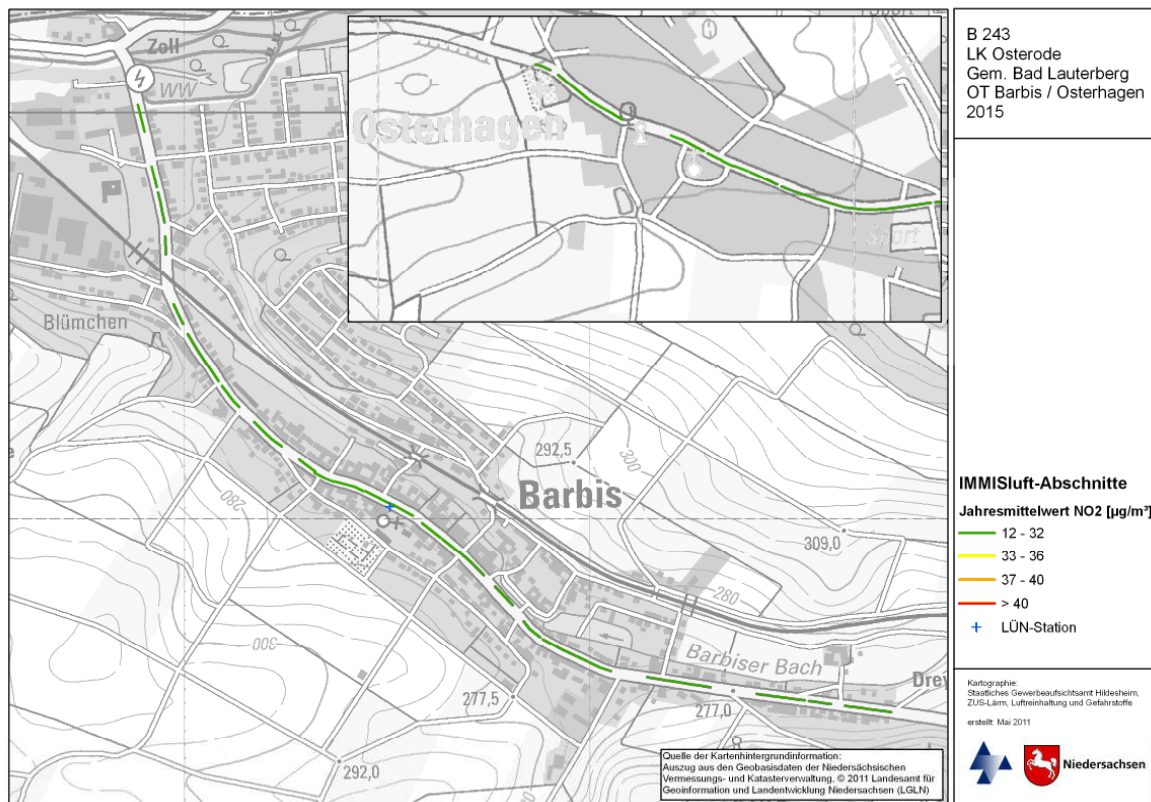 Zoll
WW
Osterhagen
Sport
Blümchen
292,5
300
Barbis
280
309,0
280
300
Barbiser Bach
Drey
277,5
277,0
292,0
Quelle der Kartenhintergrundinformation:
Auszug aus den Geobasisdaten der Niedersächsischen
Vermessungs- und Katasterverwaltung, © 2011 Landesamt für
Geoinformation und Landentwicklung Niedersachsen (LGLN)
B 243
LK Osterode
Gem. Bad Lauterberg
OT Barbis / Osterhagen
2015
IMMISluft-Abschnitte
Jahresmittelwert NO2 [µg/m³]
12 - 32
33 - 36
37 - 40
> 40
LÜN-Station
Kartographie:
Staatliches Gewerbeaufsichtsamt Hildesheim,
ZUS-Lärm, Luftreinhaltung und Gefahrstoffe
erstellt: Mai 2011
Niedersachsen